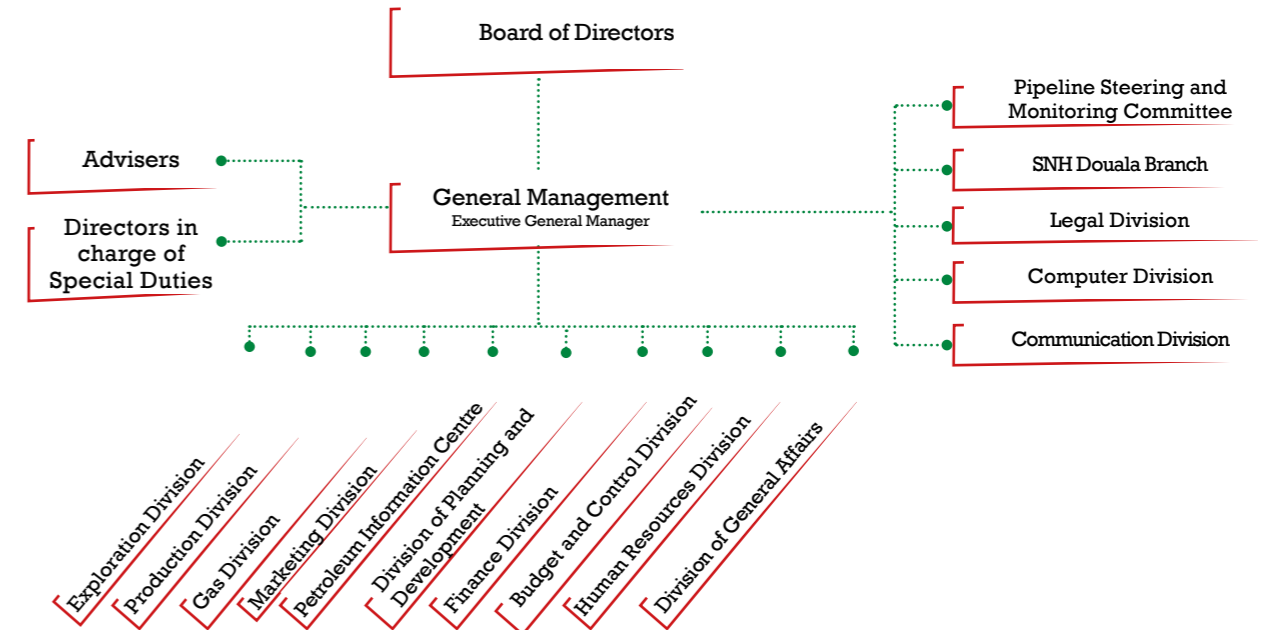 Board of Directors
Pipeline Steering and
Monitoring Committee
Advisers
SNH Douala Branch
General Management
Executive General Manager
Legal Division
Directors in
charge of
Special Duties
Computer Division
Communication Division
Exploration Division
Production Division
Gas Division
Marketing Division
Petroleum Information Centre
Division of Planning and
Development
Finance Division
Budget and Control Division
Human Resources Division
Division of General Affairs